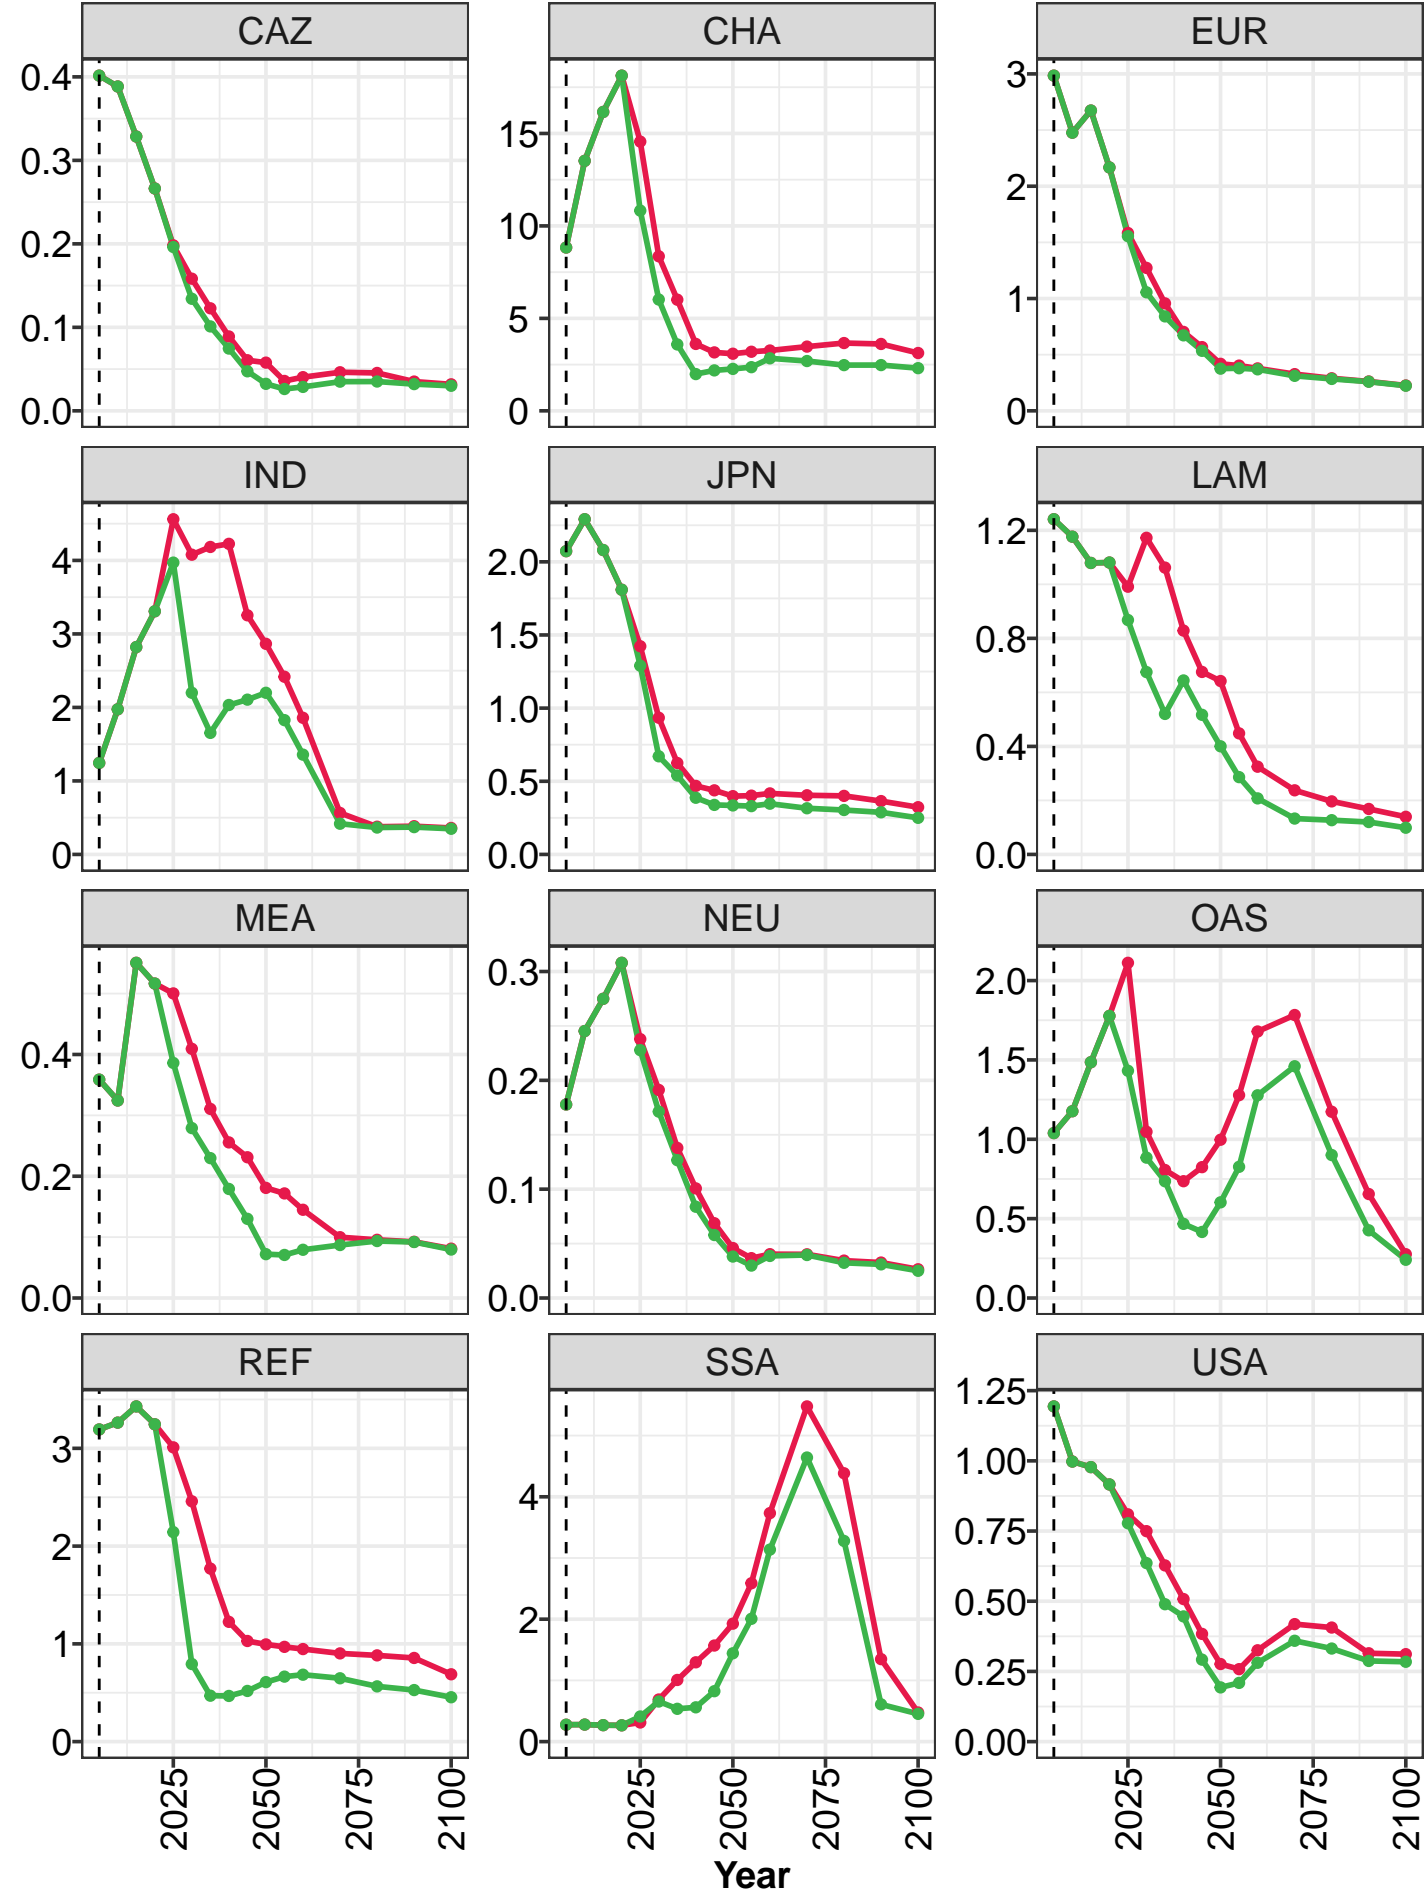 CAZ CHA EUR
0.4 15 3
0.3 10 2
0.2 5 1
0.1 0 0
0.0
IND JPN LAM
4 2.0 1.2
3 1.5 0.8
2 1.0 0.4
1 0.5 0.0
0 0.0
MEA NEU OAS
0.4 0.3 2.0
0.2 0.2 1.5
0.0 0.1 1.0
0.0 0.5
0.0
REF SSA USA
3 4 1.25
2 2 1.00
1 0 0.75
0 0.50
0.25
0.00
2025 2050 2075 2100 2025 2050 2075 2100 2025 2050 2075 2100
Year